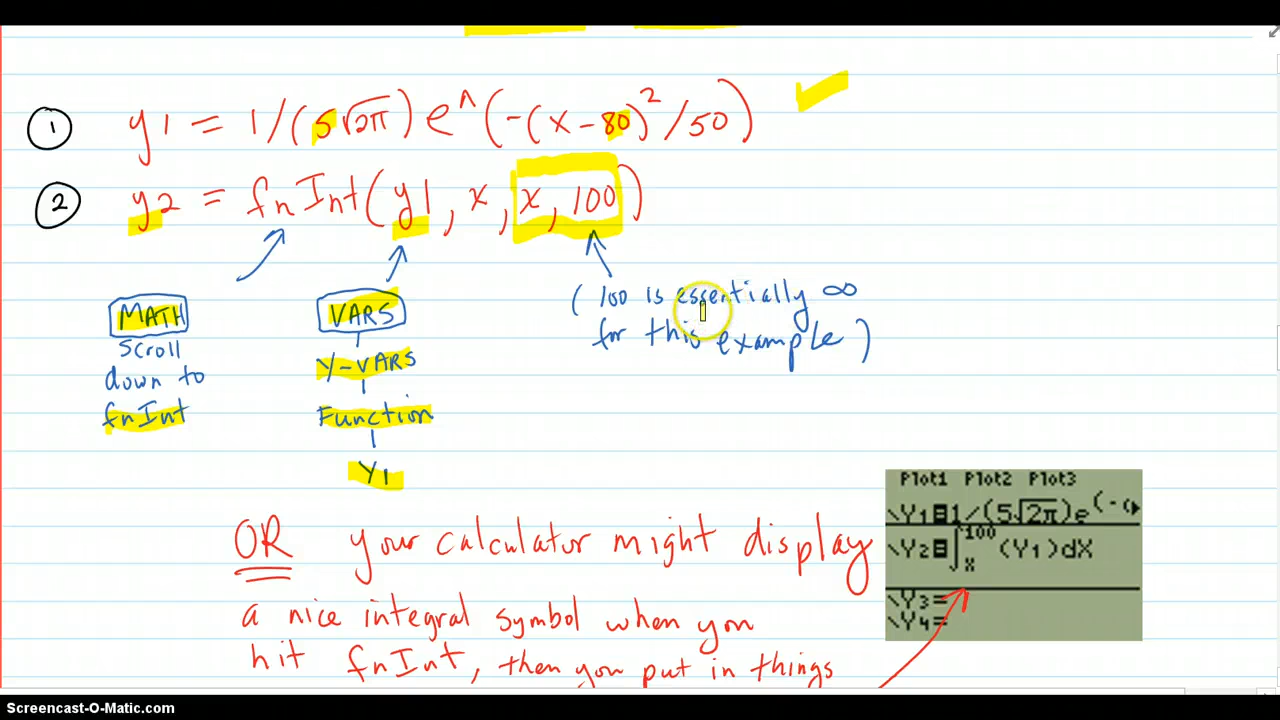 ① y1 = 1/(5√2π) e^(-(x-80)²/50)
② y2 = fnInt(y1, x, x, 100)
MATH
Scroll
down to
fnInt
VARS
Y-VARS
Function
Y1
( 100 is essentially ∞
for this example )
OR your calculator might display
a nice integral symbol when you
hit fnInt, then you put in things
Plot1 Plot2 Plot3
\Y1=1/(5√2π)e^(-(
\Y2=∫x^100 (Y1)dX
\Y3=
\Y4=
Screencast-O-Matic.com